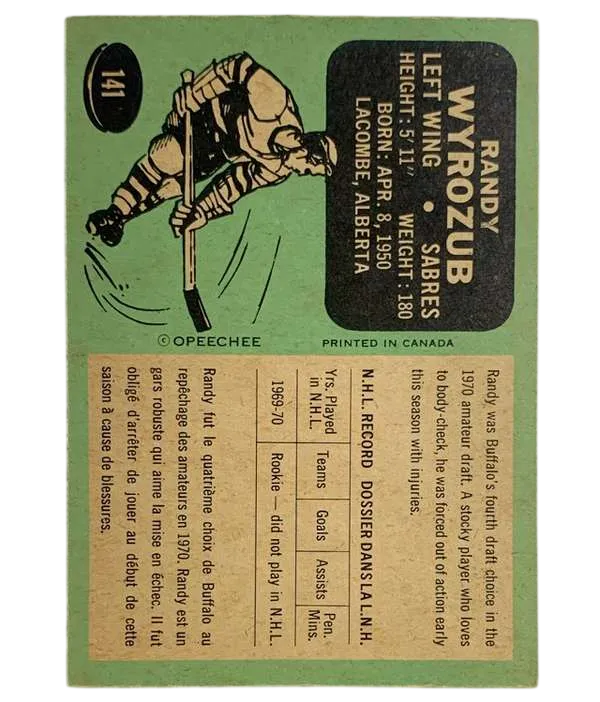 141
RANDY
WYROZUB
LEFT WING • SABRES
HEIGHT: 5'11" WEIGHT: 180
BORN: APR. 8, 1950
LACOMBE, ALBERTA
© OPEECHEE
PRINTED IN CANADA
Randy was Buffalo's fourth draft choice in the
1970 amateur draft. A stocky player who loves
to body-check, he was forced out of action early
this season with injuries.
N.H.L. RECORD DOSSIER DANS LA L.N.H.
Yrs. Played
in N.H.L. Teams Goals Assists Pen.
Mins.
1969-70 Rookie — did not play in N.H.L.
Randy fut le quatrième choix de Buffalo au
repêchage des amateurs en 1970. Randy est un
gars robuste qui aime la mise en échec. Il fut
obligé d'arrêter de jouer au début de cette
saison à cause de blessures.